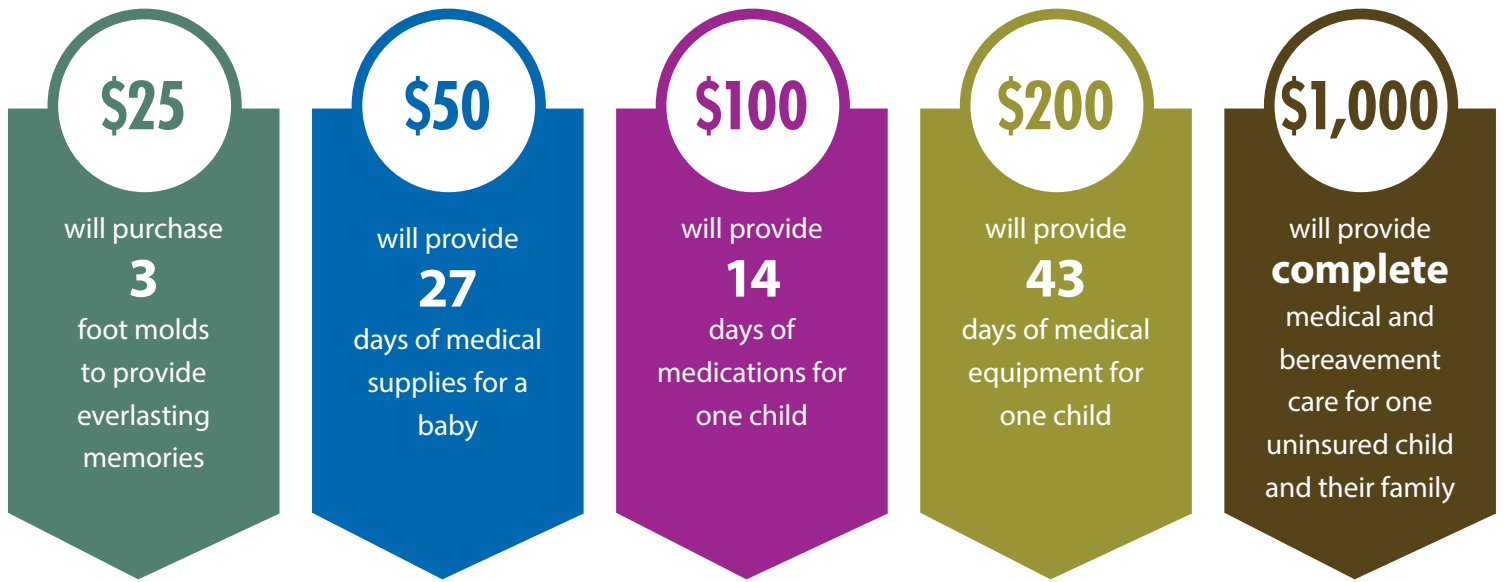 $25
will purchase
3
foot molds
to provide
everlasting
memories
$50
will provide
27
days of medical
supplies for a
baby
$100
will provide
14
days of
medications for
one child
$200
will provide
43
days of medical
equipment for
one child
$1,000
will provide
complete
medical and
bereavement
care for one
uninsured child
and their family